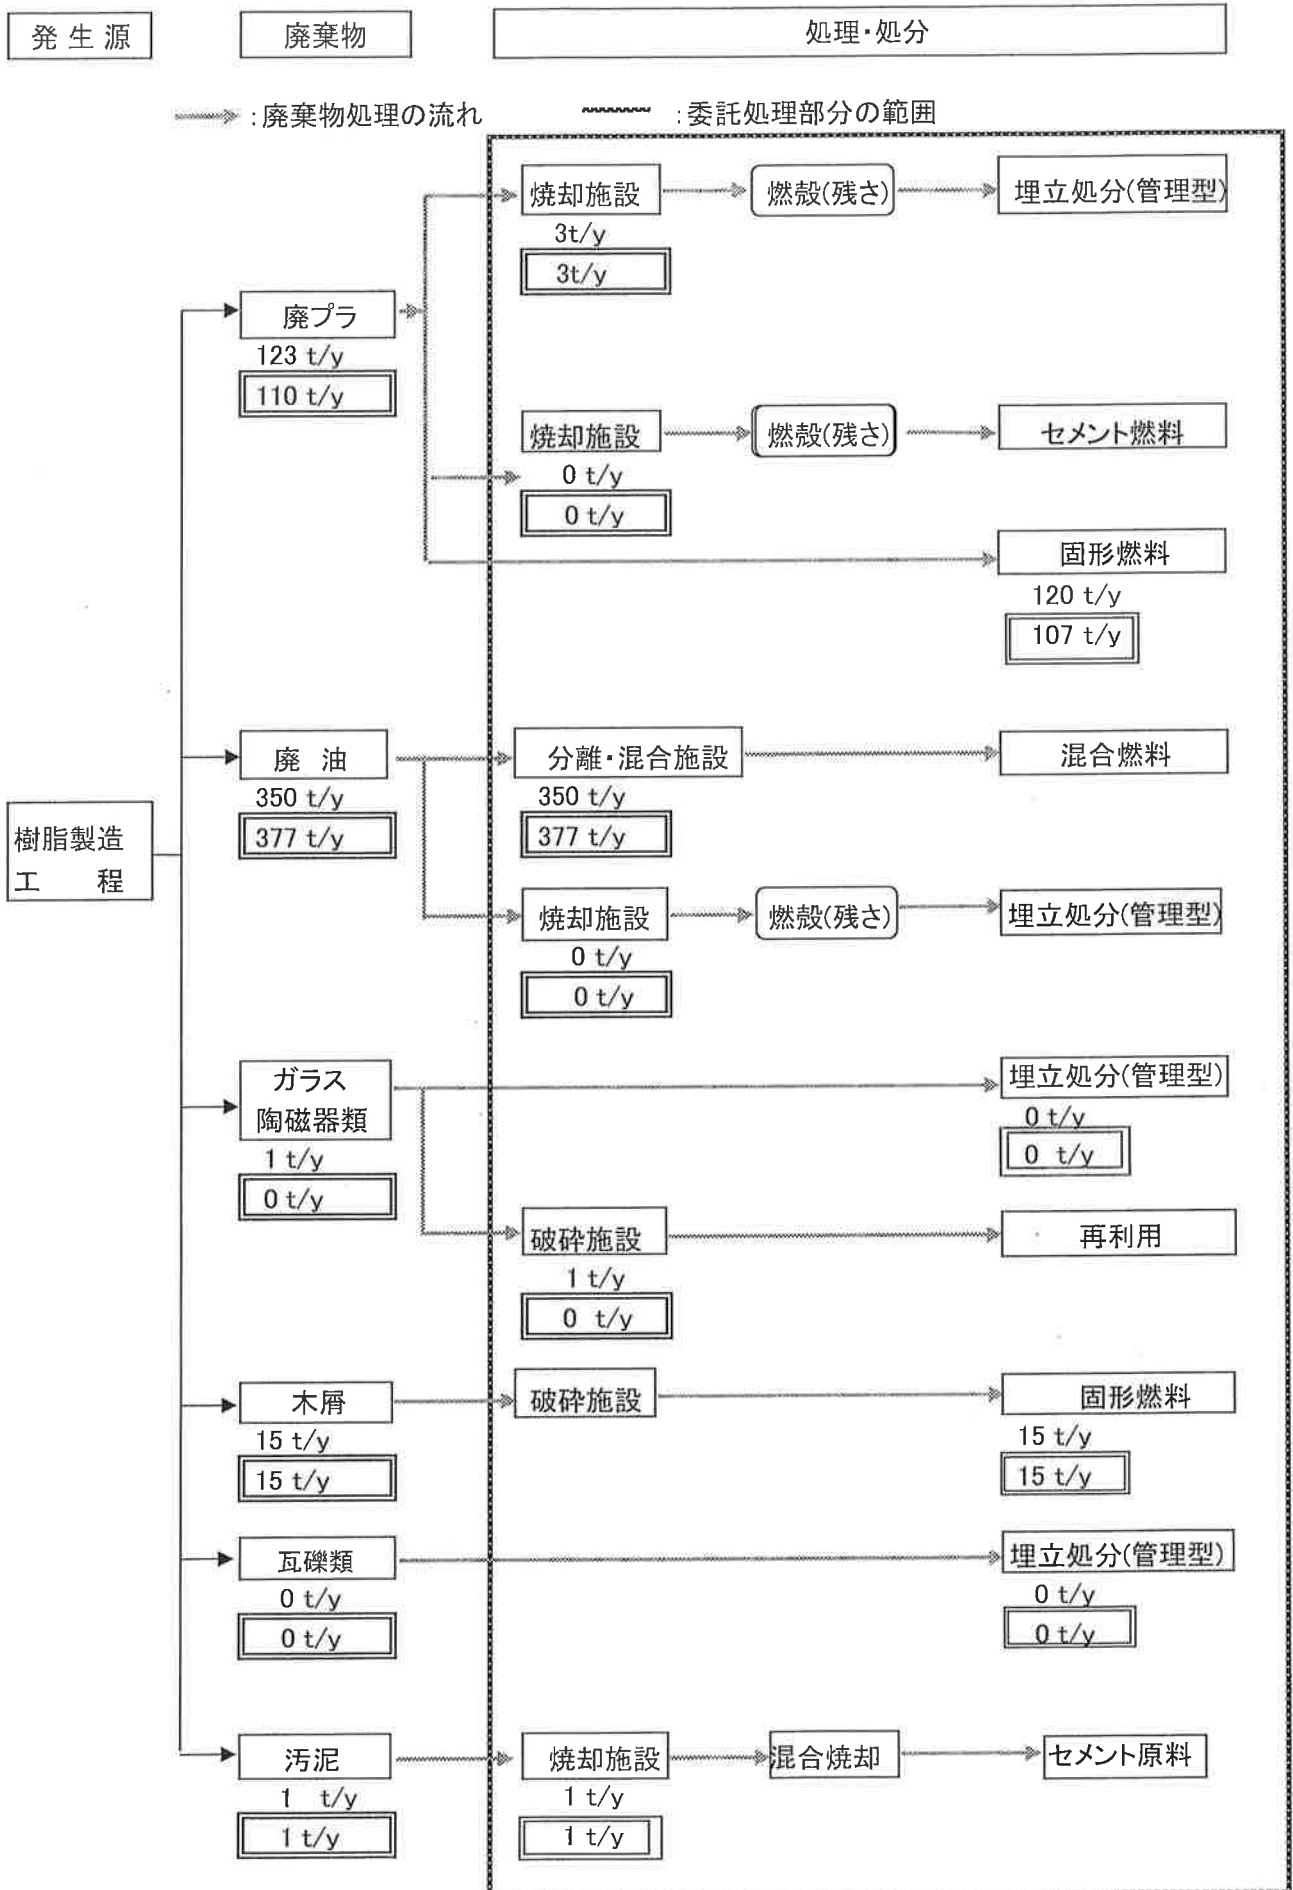 発生源
廃棄物
処理・処分
:廃棄物処理の流れ
:委託処理部分の範囲
焼却施設
燃殻(残さ)
埋立処分(管理型)
3t/y
3t/y
廃プラ
123 t/y
110 t/y
焼却施設
燃殻(残さ)
セメント燃料
0 t/y
0 t/y
固形燃料
120 t/y
107 t/y
廃 油
分離・混合施設
混合燃料
350 t/y
350 t/y
377 t/y
377 t/y
樹脂製造
工 程
焼却施設
燃殻(残さ)
埋立処分(管理型)
0 t/y
0 t/y
ガラス
陶磁器類
埋立処分(管理型)
1 t/y
0 t/y
0 t/y
0 t/y
破砕施設
再利用
1 t/y
0 t/y
木屑
破砕施設
固形燃料
15 t/y
15 t/y
15 t/y
15 t/y
瓦礫類
埋立処分(管理型)
0 t/y
0 t/y
0 t/y
0 t/y
汚泥
焼却施設
混合焼却
セメント原料
1 t/y
1 t/y
1 t/y
1 t/y